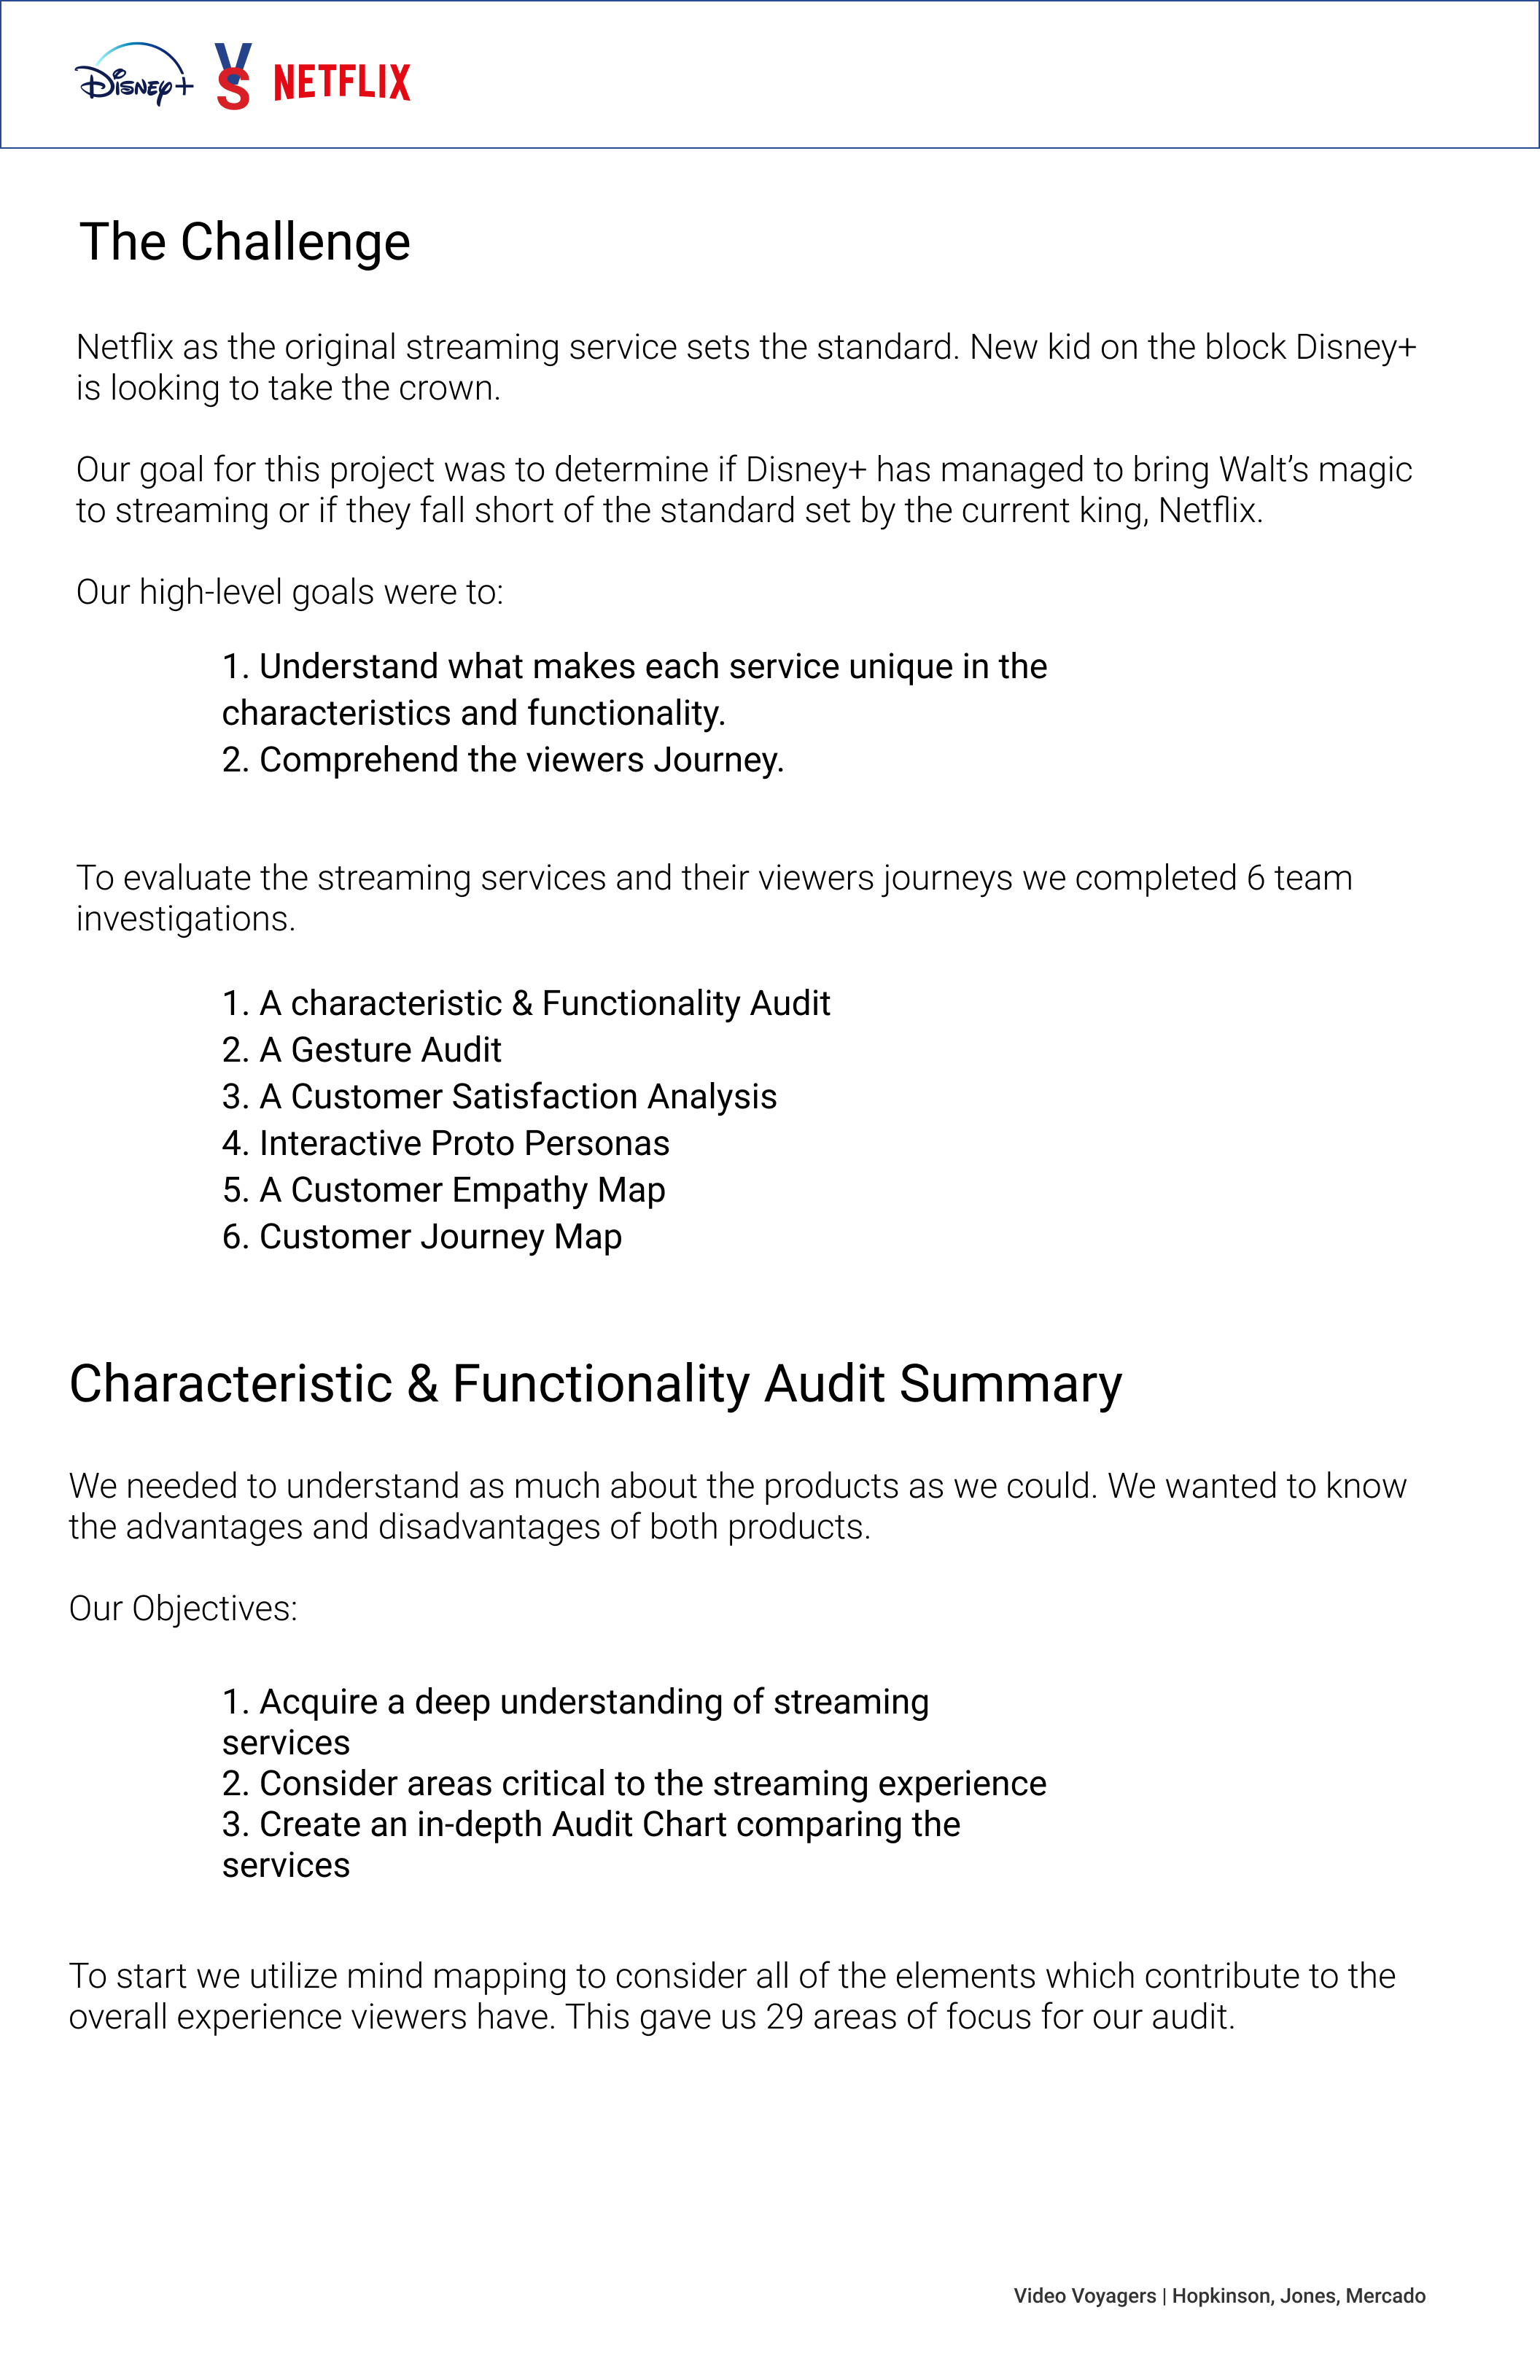 Disney+ VS NETFLIX
The Challenge
Netflix as the original streaming service sets the standard. New kid on the block Disney+
is looking to take the crown.
Our goal for this project was to determine if Disney+ has managed to bring Walt’s magic
to streaming or if they fall short of the standard set by the current king, Netflix.
Our high-level goals were to:
1. Understand what makes each service unique in the
characteristics and functionality.
2. Comprehend the viewers Journey.
To evaluate the streaming services and their viewers journeys we completed 6 team
investigations.
1. A characteristic & Functionality Audit
2. A Gesture Audit
3. A Customer Satisfaction Analysis
4. Interactive Proto Personas
5. A Customer Empathy Map
6. Customer Journey Map
Characteristic & Functionality Audit Summary
We needed to understand as much about the products as we could. We wanted to know
the advantages and disadvantages of both products.
Our Objectives:
1. Acquire a deep understanding of streaming
services
2. Consider areas critical to the streaming experience
3. Create an in-depth Audit Chart comparing the
services
To start we utilize mind mapping to consider all of the elements which contribute to the
overall experience viewers have. This gave us 29 areas of focus for our audit.
Video Voyagers | Hopkinson, Jones, Mercado